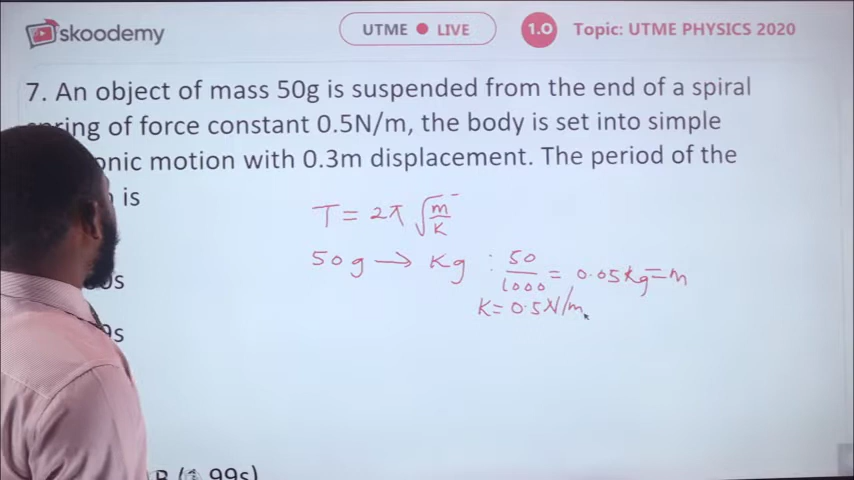 skoodemy
UTME LIVE
1.0 Topic: UTME PHYSICS 2020
7. An object of mass 50g is suspended from the end of a spiral
of force constant 0.5N/m, the body is set into simple
motion with 0.3m displacement. The period of the
is
T = 2π √m/K
50g → Kg : 50/1000 = 0.05kg = m
K = 0.5N/m